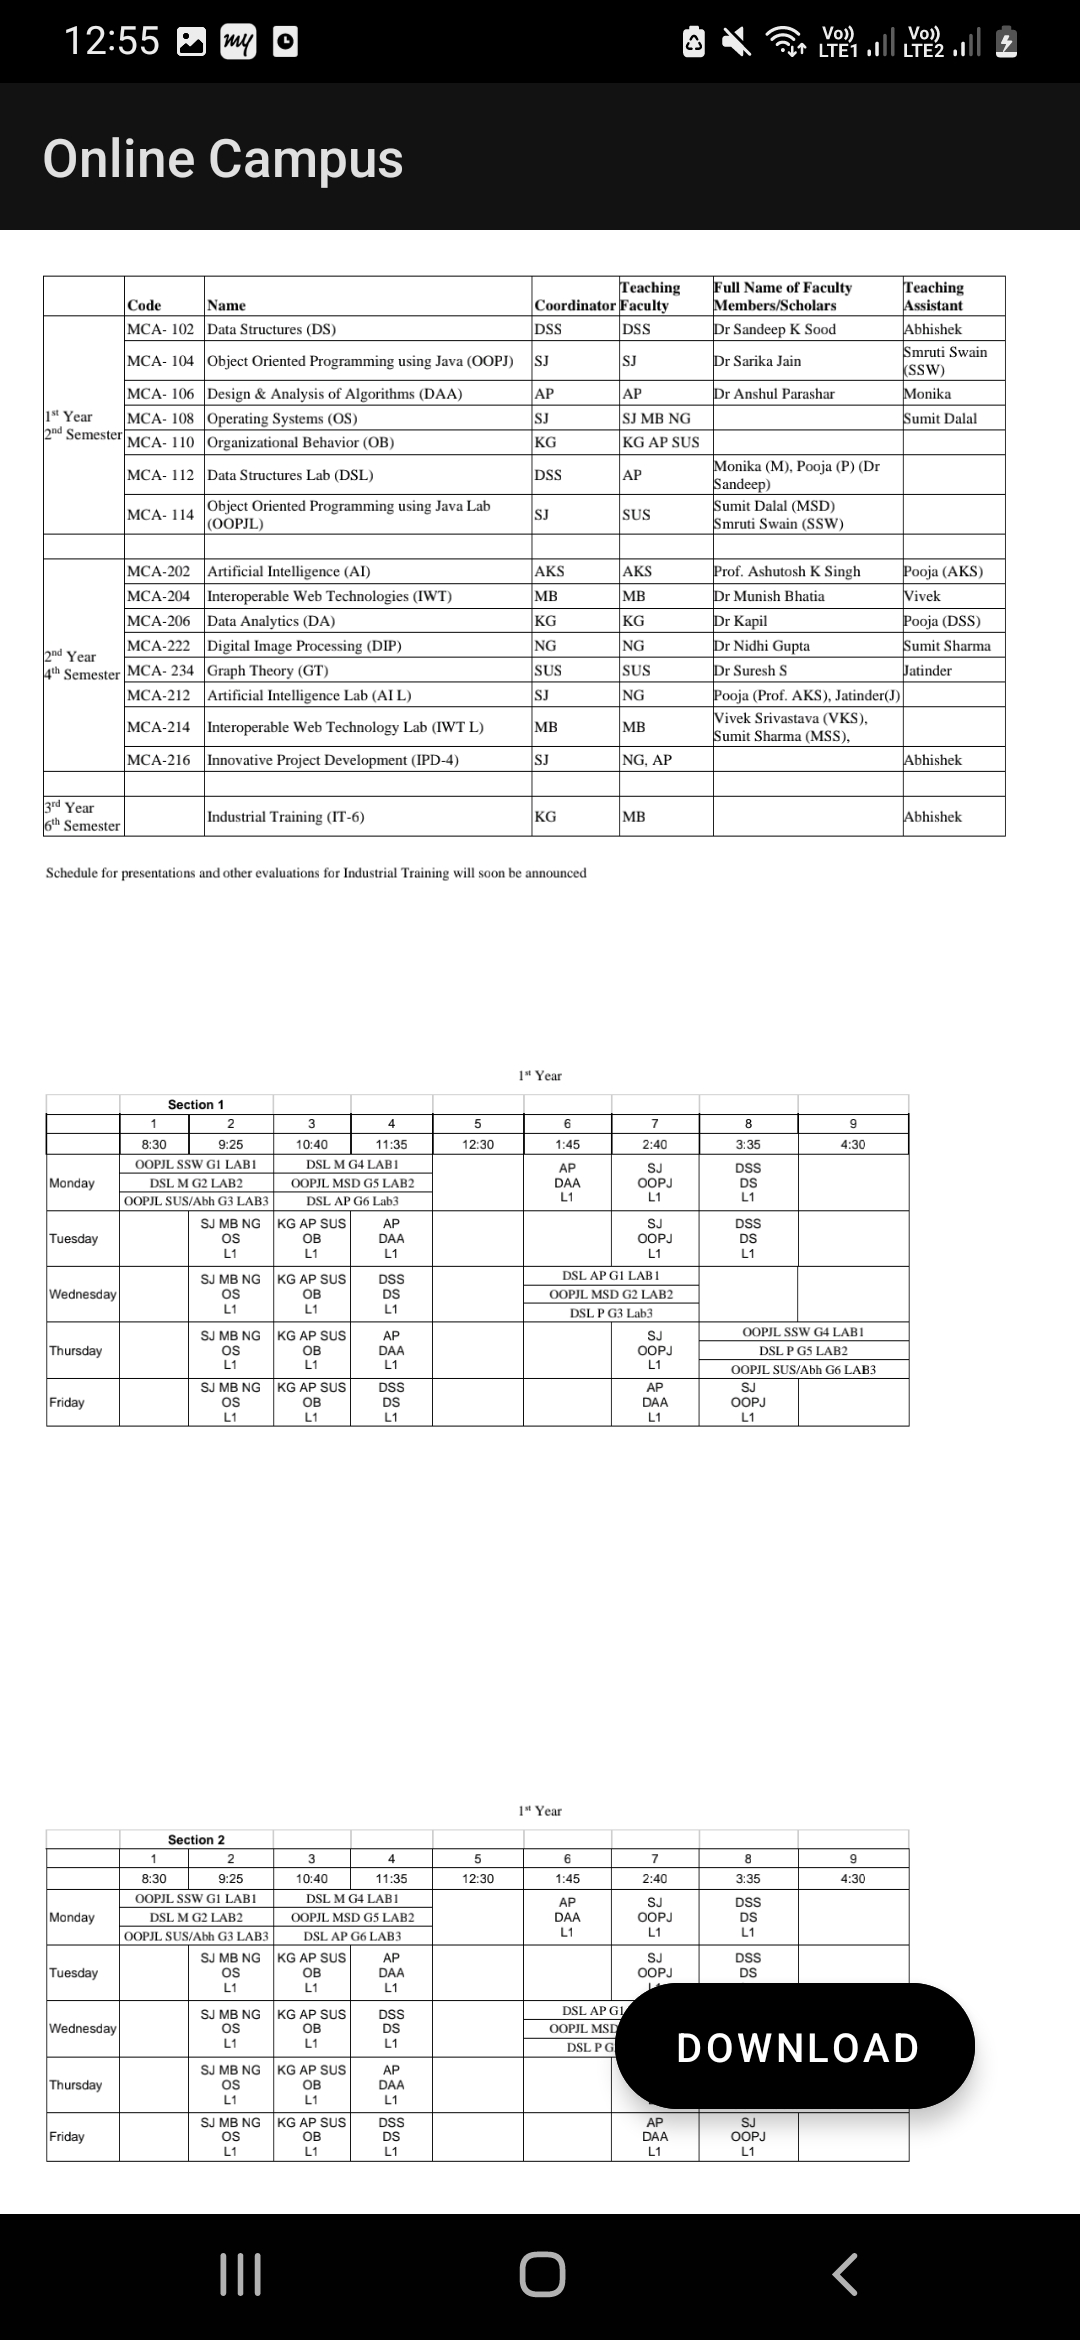 12:55
my
Vo)) LTE1 Vo)) LTE2
Online Campus
Code Name Coordinator Teaching Faculty Full Name of Faculty Members/Scholars Teaching Assistant
1st Year 2nd Semester
MCA- 102 Data Structures (DS) DSS DSS Dr Sandeep K Sood Abhishek
MCA- 104 Object Oriented Programming using Java (OOPJ) SJ SJ Dr Sarika Jain Smruti Swain (SSW)
MCA- 106 Design & Analysis of Algorithms (DAA) AP AP Dr Anshul Parashar Monika
MCA- 108 Operating Systems (OS) SJ SJ MB NG Sumit Dalal
MCA- 110 Organizational Behavior (OB) KG KG AP SUS
MCA- 112 Data Structures Lab (DSL) DSS AP Monika (M), Pooja (P) (Dr Sandeep)
MCA- 114 Object Oriented Programming using Java Lab (OOPJL) SJ SUS Sumit Dalal (MSD) Smruti Swain (SSW)
2nd Year 4th Semester
MCA-202 Artificial Intelligence (AI) AKS AKS Prof. Ashutosh K Singh Pooja (AKS)
MCA-204 Interoperable Web Technologies (IWT) MB MB Dr Munish Bhatia Vivek
MCA-206 Data Analytics (DA) KG KG Dr Kapil Pooja (DSS)
MCA-222 Digital Image Processing (DIP) NG NG Dr Nidhi Gupta Sumit Sharma
MCA- 234 Graph Theory (GT) SUS SUS Dr Suresh S Jatinder
MCA-212 Artificial Intelligence Lab (AI L) SJ NG Pooja (Prof. AKS), Jatinder(J)
MCA-214 Interoperable Web Technology Lab (IWT L) MB MB Vivek Srivastava (VKS), Sumit Sharma (MSS),
MCA-216 Innovative Project Development (IPD-4) SJ NG, AP Abhishek
3rd Year 6th Semester
Industrial Training (IT-6) KG MB Abhishek
Schedule for presentations and other evaluations for Industrial Training will soon be announced
1st Year
Section 1
1 2 3 4 5 6 7 8 9
8:30 9:25 10:40 11:35 12:30 1:45 2:40 3:35 4:30
Monday
OOPJL SSW G1 LAB1 DSL M G4 LAB1
DSL M G2 LAB2 OOPJL MSD G5 LAB2
OOPJL SUS/Abh G3 LAB3 DSL AP G6 Lab3
AP SJ DSS
DAA OOPJ DS
L1 L1 L1
Tuesday
SJ MB NG KG AP SUS AP SJ DSS
OS OB DAA OOPJ DS
L1 L1 L1 L1 L1
Wednesday
SJ MB NG KG AP SUS DSS
OS OB DS
L1 L1 L1
DSL AP G1 LAB1
OOPJL MSD G2 LAB2
DSL P G3 Lab3
Thursday
SJ MB NG KG AP SUS AP SJ
OS OB DAA OOPJ
L1 L1 L1 L1
OOPJL SSW G4 LAB1
DSL P G5 LAB2
OOPJL SUS/Abh G6 LAB3
Friday
SJ MB NG KG AP SUS DSS AP SJ
OS OB DS DAA OOPJ
L1 L1 L1 L1 L1
1st Year
Section 2
1 2 3 4 5 6 7 8 9
8:30 9:25 10:40 11:35 12:30 1:45 2:40 3:35 4:30
Monday
OOPJL SSW G1 LAB1 DSL M G4 LAB1
DSL M G2 LAB2 OOPJL MSD G5 LAB2
OOPJL SUS/Abh G3 LAB3 DSL AP G6 LAB3
AP SJ DSS
DAA OOPJ DS
L1 L1 L1
Tuesday
SJ MB NG KG AP SUS AP SJ DSS
OS OB DAA OOPJ DS
L1 L1 L1
Wednesday
SJ MB NG KG AP SUS DSS
OS OB DS
L1 L1 L1
DSL AP G1
OOPJL MSD
DSL P G
DOWNLOAD
Thursday
SJ MB NG KG AP SUS AP
OS OB DAA
L1 L1 L1
Friday
SJ MB NG KG AP SUS DSS AP SJ
OS OB DS DAA OOPJ
L1 L1 L1 L1 L1